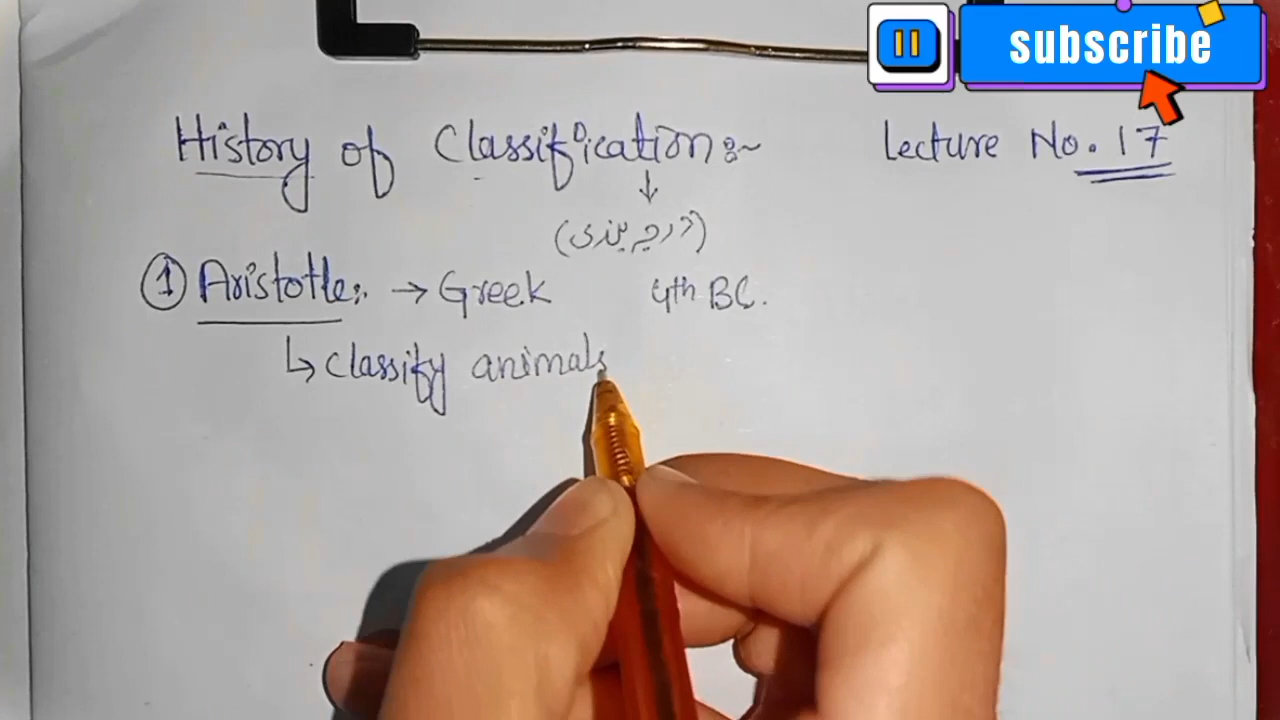 subscribe
History of Classification:~ Lecture No. 17
↓
(درجہ بندی)
① Aristotle:. → Greek 4th BC.
↳ Classify animals